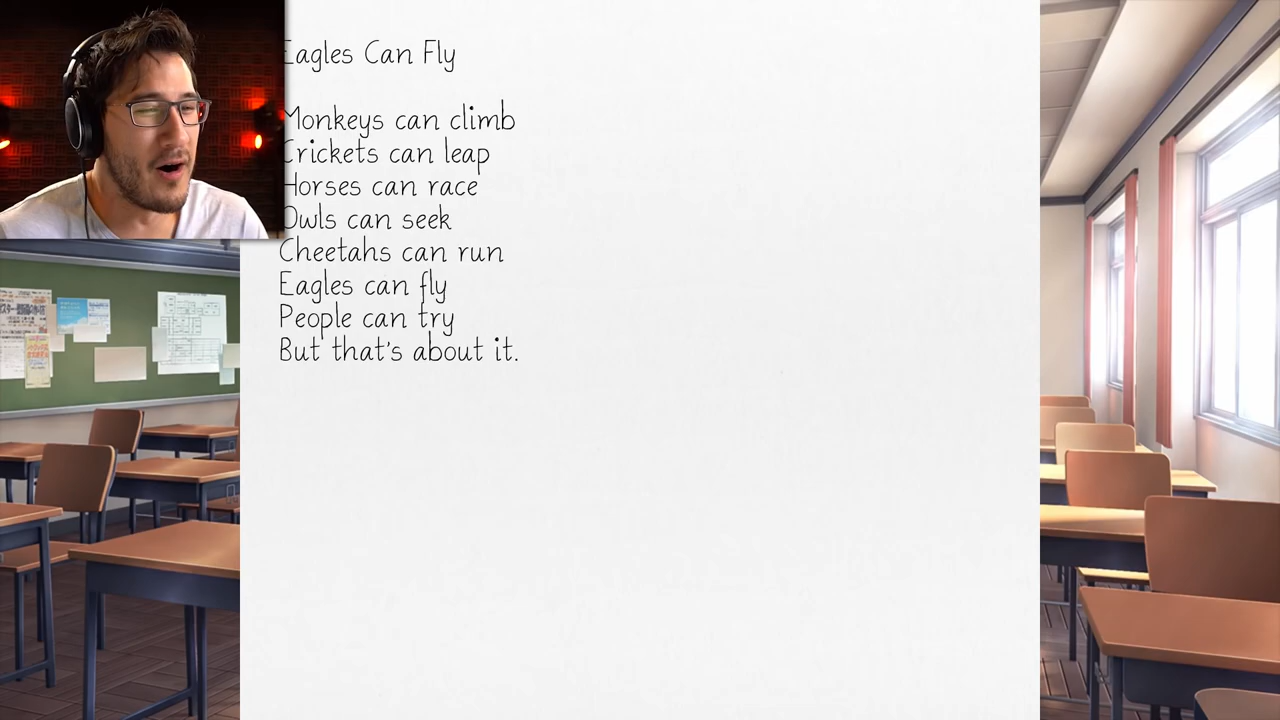 Eagles Can Fly
Monkeys can climb
Crickets can leap
Horses can race
Owls can seek
Cheetahs can run
Eagles can fly
People can try
But that's about it.